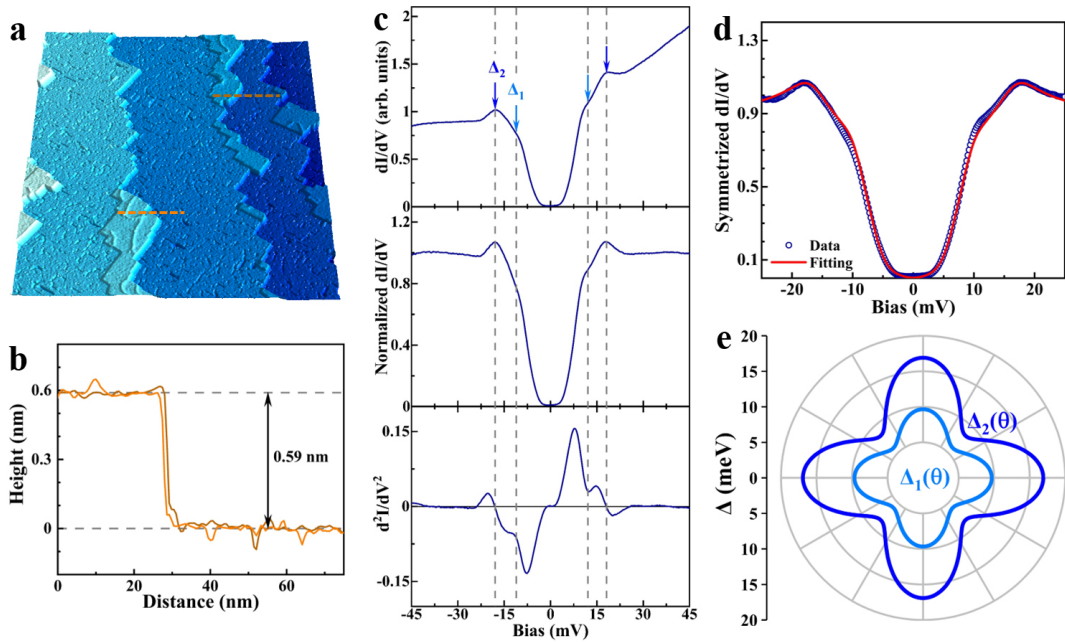 a
b
Height (nm)
0.6
0.3
0
0.59 nm
0
20
40
60
Distance (nm)
c
dI/dV (arb. units)
2
1.5
1
0.5
0
Δ₂
Δ₁
Normalized dI/dV
1.2
0.8
0.4
0
d²I/dV²
0.15
0
-0.15
-45
-30
-15
0
15
30
45
Bias (mV)
d
Symmetrized dI/dV
1.3
0.9
0.5
0.1
Data
Fitting
-20
-10
0
10
20
Bias (mV)
e
Δ (meV)
20
15
10
5
0
5
10
15
20
Δ₂(θ)
Δ₁(θ)